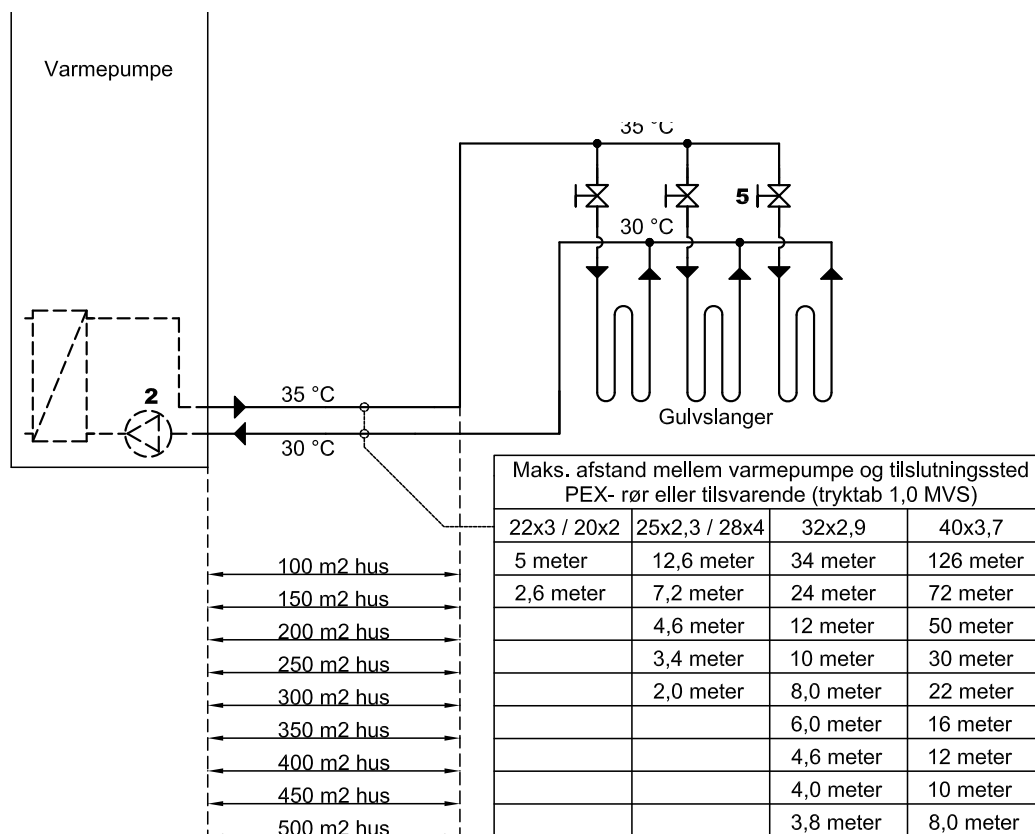 Varmepumpe
35 °C
5
30 °C
2
35 °C
30 °C
Gulvslanger
Maks. afstand mellem varmepumpe og tilslutningssted
PEX- rør eller tilsvarende (tryktab 1,0 MVS)
22x3 / 20x2 25x2,3 / 28x4 32x2,9 40x3,7
100 m2 hus 5 meter 12,6 meter 34 meter 126 meter
150 m2 hus 2,6 meter 7,2 meter 24 meter 72 meter
200 m2 hus 4,6 meter 12 meter 50 meter
250 m2 hus 3,4 meter 10 meter 30 meter
300 m2 hus 2,0 meter 8,0 meter 22 meter
350 m2 hus 6,0 meter 16 meter
400 m2 hus 4,6 meter 12 meter
450 m2 hus 4,0 meter 10 meter
500 m2 hus 3,8 meter 8,0 meter